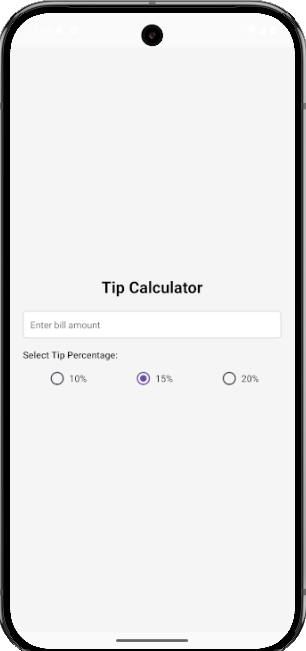 Tip Calculator
Enter bill amount
Select Tip Percentage:
10% 15% 20%